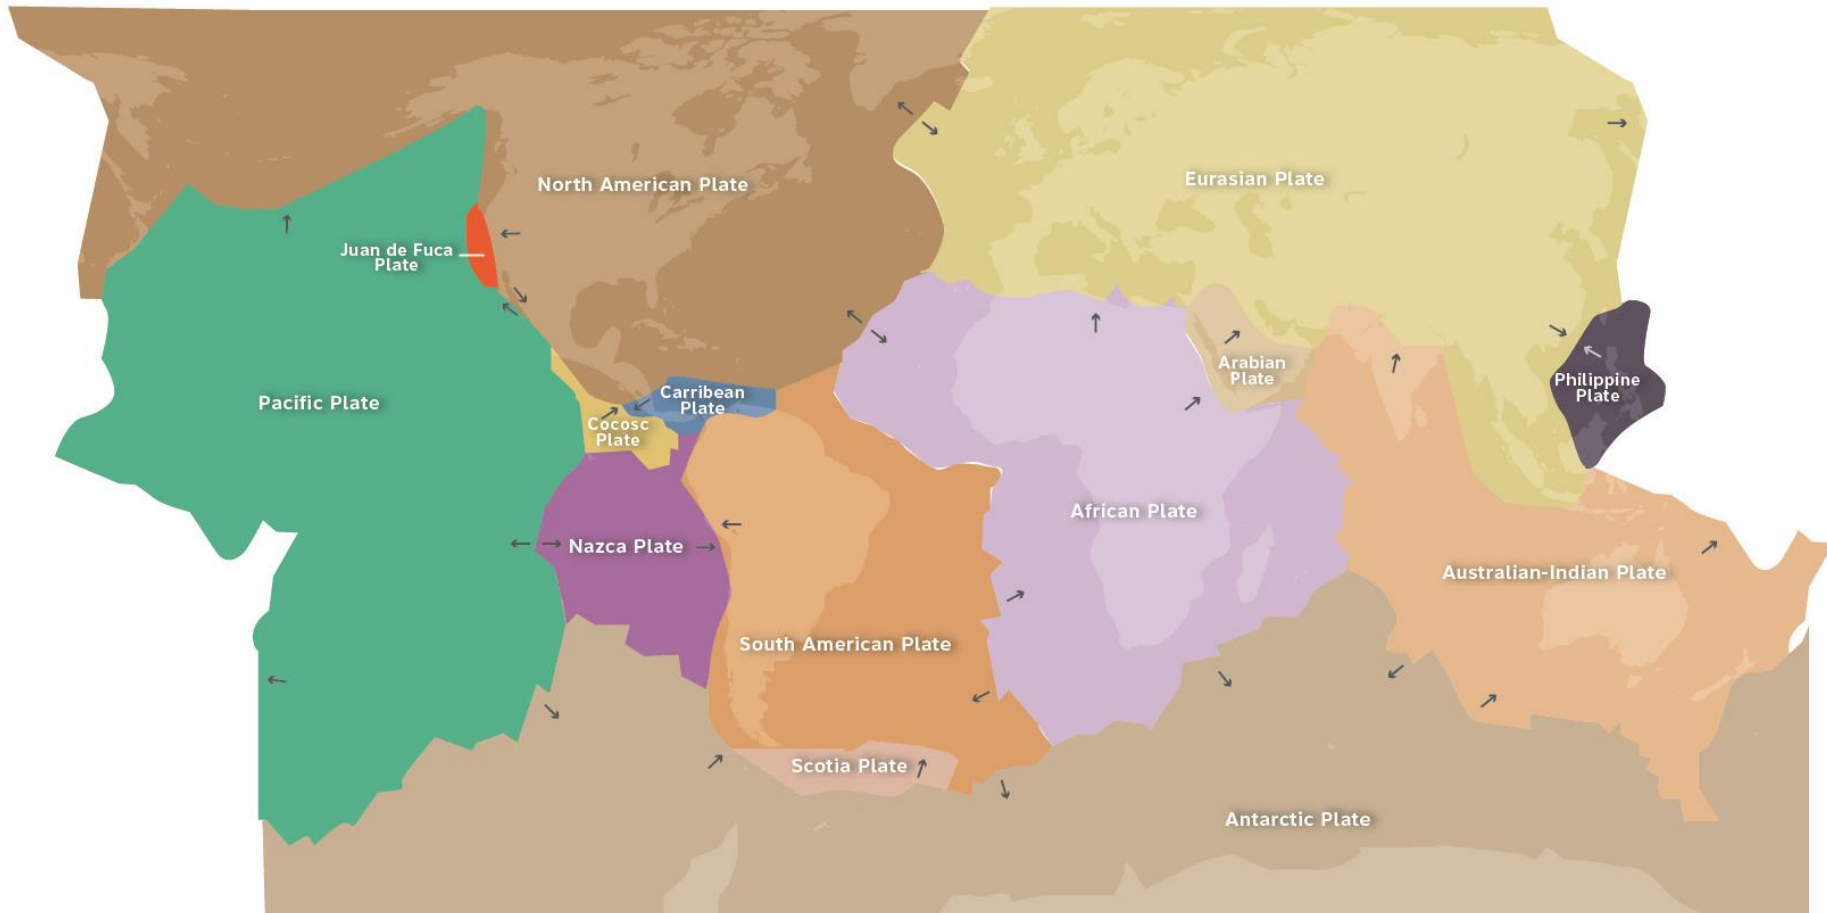 North American Plate
Eurasian Plate
Juan de Fuca
Plate
Pacific Plate
Carribean
Plate
Cocosc
Plate
Arabian
Plate
Philippine
Plate
African Plate
Nazca Plate
Australian-Indian Plate
South American Plate
Scotia Plate
Antarctic Plate